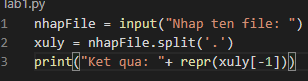 lab1.py
1 nhapFile = input("Nhap ten file: ")
2 xuly = nhapFile.split('.')
3 print("Ket qua: "+ repr(xuly[-1]))